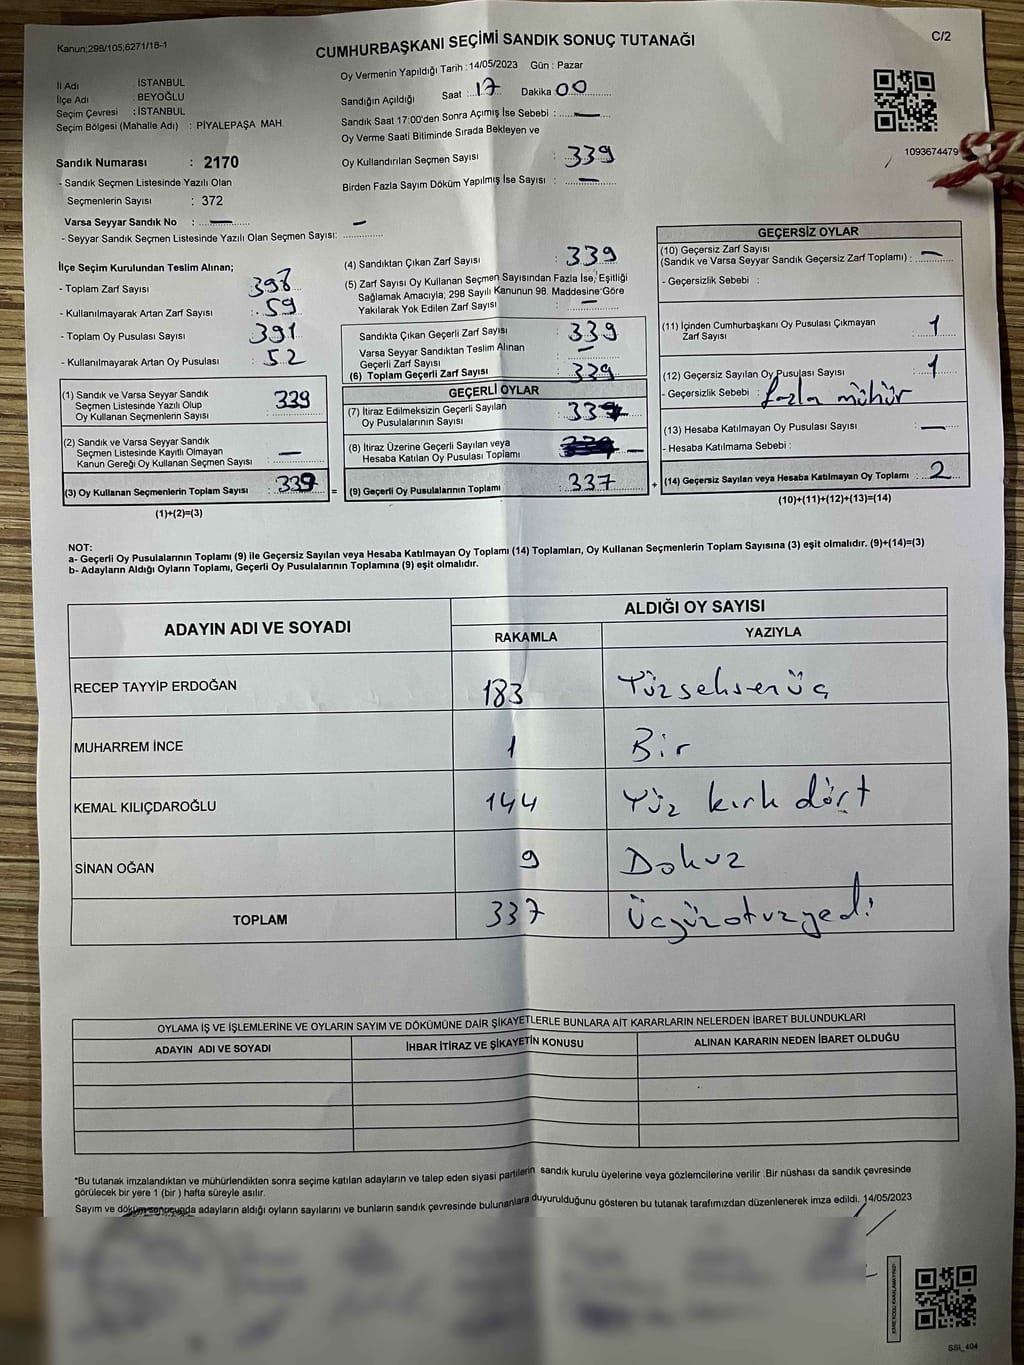 Kanun;298/105,6271/18-1
CUMHURBAŞKANI SEÇİMİ SANDIK SONUÇ TUTANAĞI
C/2
İl Adı İSTANBUL
İlçe Adı : BEYOĞLU
Seçim Çevresi : İSTANBUL
Seçim Bölgesi (Mahalle Adı) : PİYALEPAŞA MAH.
Sandık Numarası : 2170
- Sandık Seçmen Listesinde Yazılı Olan
Seçmenlerin Sayısı : 372
Varsa Seyyar Sandık No : —
- Seyyar Sandık Seçmen Listesinde Yazılı Olan Seçmen Sayısı: —
Oy Vermenin Yapıldığı Tarih : 14/05/2023 Gün : Pazar
Sandığın Açıldığı Saat : 17 Dakika 00
Sandık Saat 17:00'den Sonra Açımış İse Sebebi : —
Oy Verme Saati Bitiminde Sırada Bekleyen ve
Oy Kullandırılan Seçmen Sayısı : 339
Birden Fazla Sayım Döküm Yapılmış İse Sayısı : —
1093674479
İlçe Seçim Kurulundan Teslim Alınan;
- Toplam Zarf Sayısı 398
- Kullanılmayarak Artan Zarf Sayısı : 59
- Toplam Oy Pusulası Sayısı : 391
- Kullanılmayarak Artan Oy Pusulası : 52
(1) Sandık ve Varsa Seyyar Sandık
Seçmen Listesinde Yazılı Olup
Oy Kullanan Seçmenlerin Sayısı 339
(2) Sandık ve Varsa Seyyar Sandık
Seçmen Listesinde Kayıtlı Olmayan
Kanun Gereği Oy Kullanan Seçmen Sayısı : —
(3) Oy Kullanan Seçmenlerin Toplam Sayısı : 339 =
(1)+(2)=(3)
(4) Sandıktan Çıkan Zarf Sayısı : 339
(5) Zarf Sayısı Oy Kullanan Seçmen Sayısından Fazla İse, Eşitliği
Sağlamak Amacıyla; 298 Sayılı Kanunun 98. Maddesine Göre
Yakılarak Yok Edilen Zarf Sayısı —
Sandıkta Çıkan Geçerli Zarf Sayısı : 339
Varsa Seyyar Sandıktan Teslim Alınan
Geçerli Zarf Sayısı —
(6) Toplam Geçerli Zarf Sayısı : 339
GEÇERLİ OYLAR
(7) İtiraz Edilmeksizin Geçerli Sayılan
Oy Pusulalarının Sayısı : 337
(8) İtiraz Üzerine Geçerli Sayılan veya
Hesaba Katılan Oy Pusulası Toplamı —
(9) Geçerli Oy Pusulalarının Toplamı : 337 +
GEÇERSİZ OYLAR
(10) Geçersiz Zarf Sayısı
(Sandık ve Varsa Seyyar Sandık Geçersiz Zarf Toplamı) : —
- Geçersizlik Sebebi :
(11) İçinden Cumhurbaşkanı Oy Pusulası Çıkmayan
Zarf Sayısı : 1
(12) Geçersiz Sayılan Oy Pusulası Sayısı : 1
- Geçersizlik Sebebi : fazla mühür
(13) Hesaba Katılmayan Oy Pusulası Sayısı : —
- Hesaba Katılmama Sebebi :
(14) Geçersiz Sayılan veya Hesaba Katılmayan Oy Toplamı : 2
(10)+(11)+(12)+(13)=(14)
NOT:
a- Geçerli Oy Pusulalarının Toplamı (9) ile Geçersiz Sayılan veya Hesaba Katılmayan Oy Toplamı (14) Toplamları, Oy Kullanan Seçmenlerin Toplam Sayısına (3) eşit olmalıdır. (9)+(14)=(3)
b- Adayların Aldığı Oyların Toplamı, Geçerli Oy Pusulalarının Toplamına (9) eşit olmalıdır.
ADAYIN ADI VE SOYADI ALDIĞI OY SAYISI
RAKAMLA YAZIYLA
RECEP TAYYİP ERDOĞAN 183 Yüzseksenüç
MUHARREM İNCE 1 Bir
KEMAL KILIÇDAROĞLU 144 Yüz kırk dört
SİNAN OĞAN 9 Dokuz
TOPLAM 337 Üçyüzotuzyedi
OYLAMA İŞ VE İŞLEMLERİNE VE OYLARIN SAYIM VE DÖKÜMÜNE DAİR ŞİKAYETLERLE BUNLARA AİT KARARLARIN NELERDEN İBARET BULUNDUKLARI
ADAYIN ADI VE SOYADI İHBAR İTİRAZ VE ŞİKAYETİN KONUSU ALINAN KARARIN NEDEN İBARET OLDUĞU
*Bu tutanak imzalandıktan ve mühürlendikten sonra seçime katılan adayların ve talep eden siyasi partilerin sandık kurulu üyelerine veya gözlemcilerine verilir .Bir nüshası da sandık çevresinde
görülecek bir yere 1 (bir ) hafta süreyle asılır.
Sayım ve döküm sonucunda adayların aldığı oyların sayılarını ve bunların sandık çevresinde bulunanlara duyurulduğunu gösteren bu tutanak tarafımızdan düzenlenerek imza edildi. 14/05/2023
SSİ_404